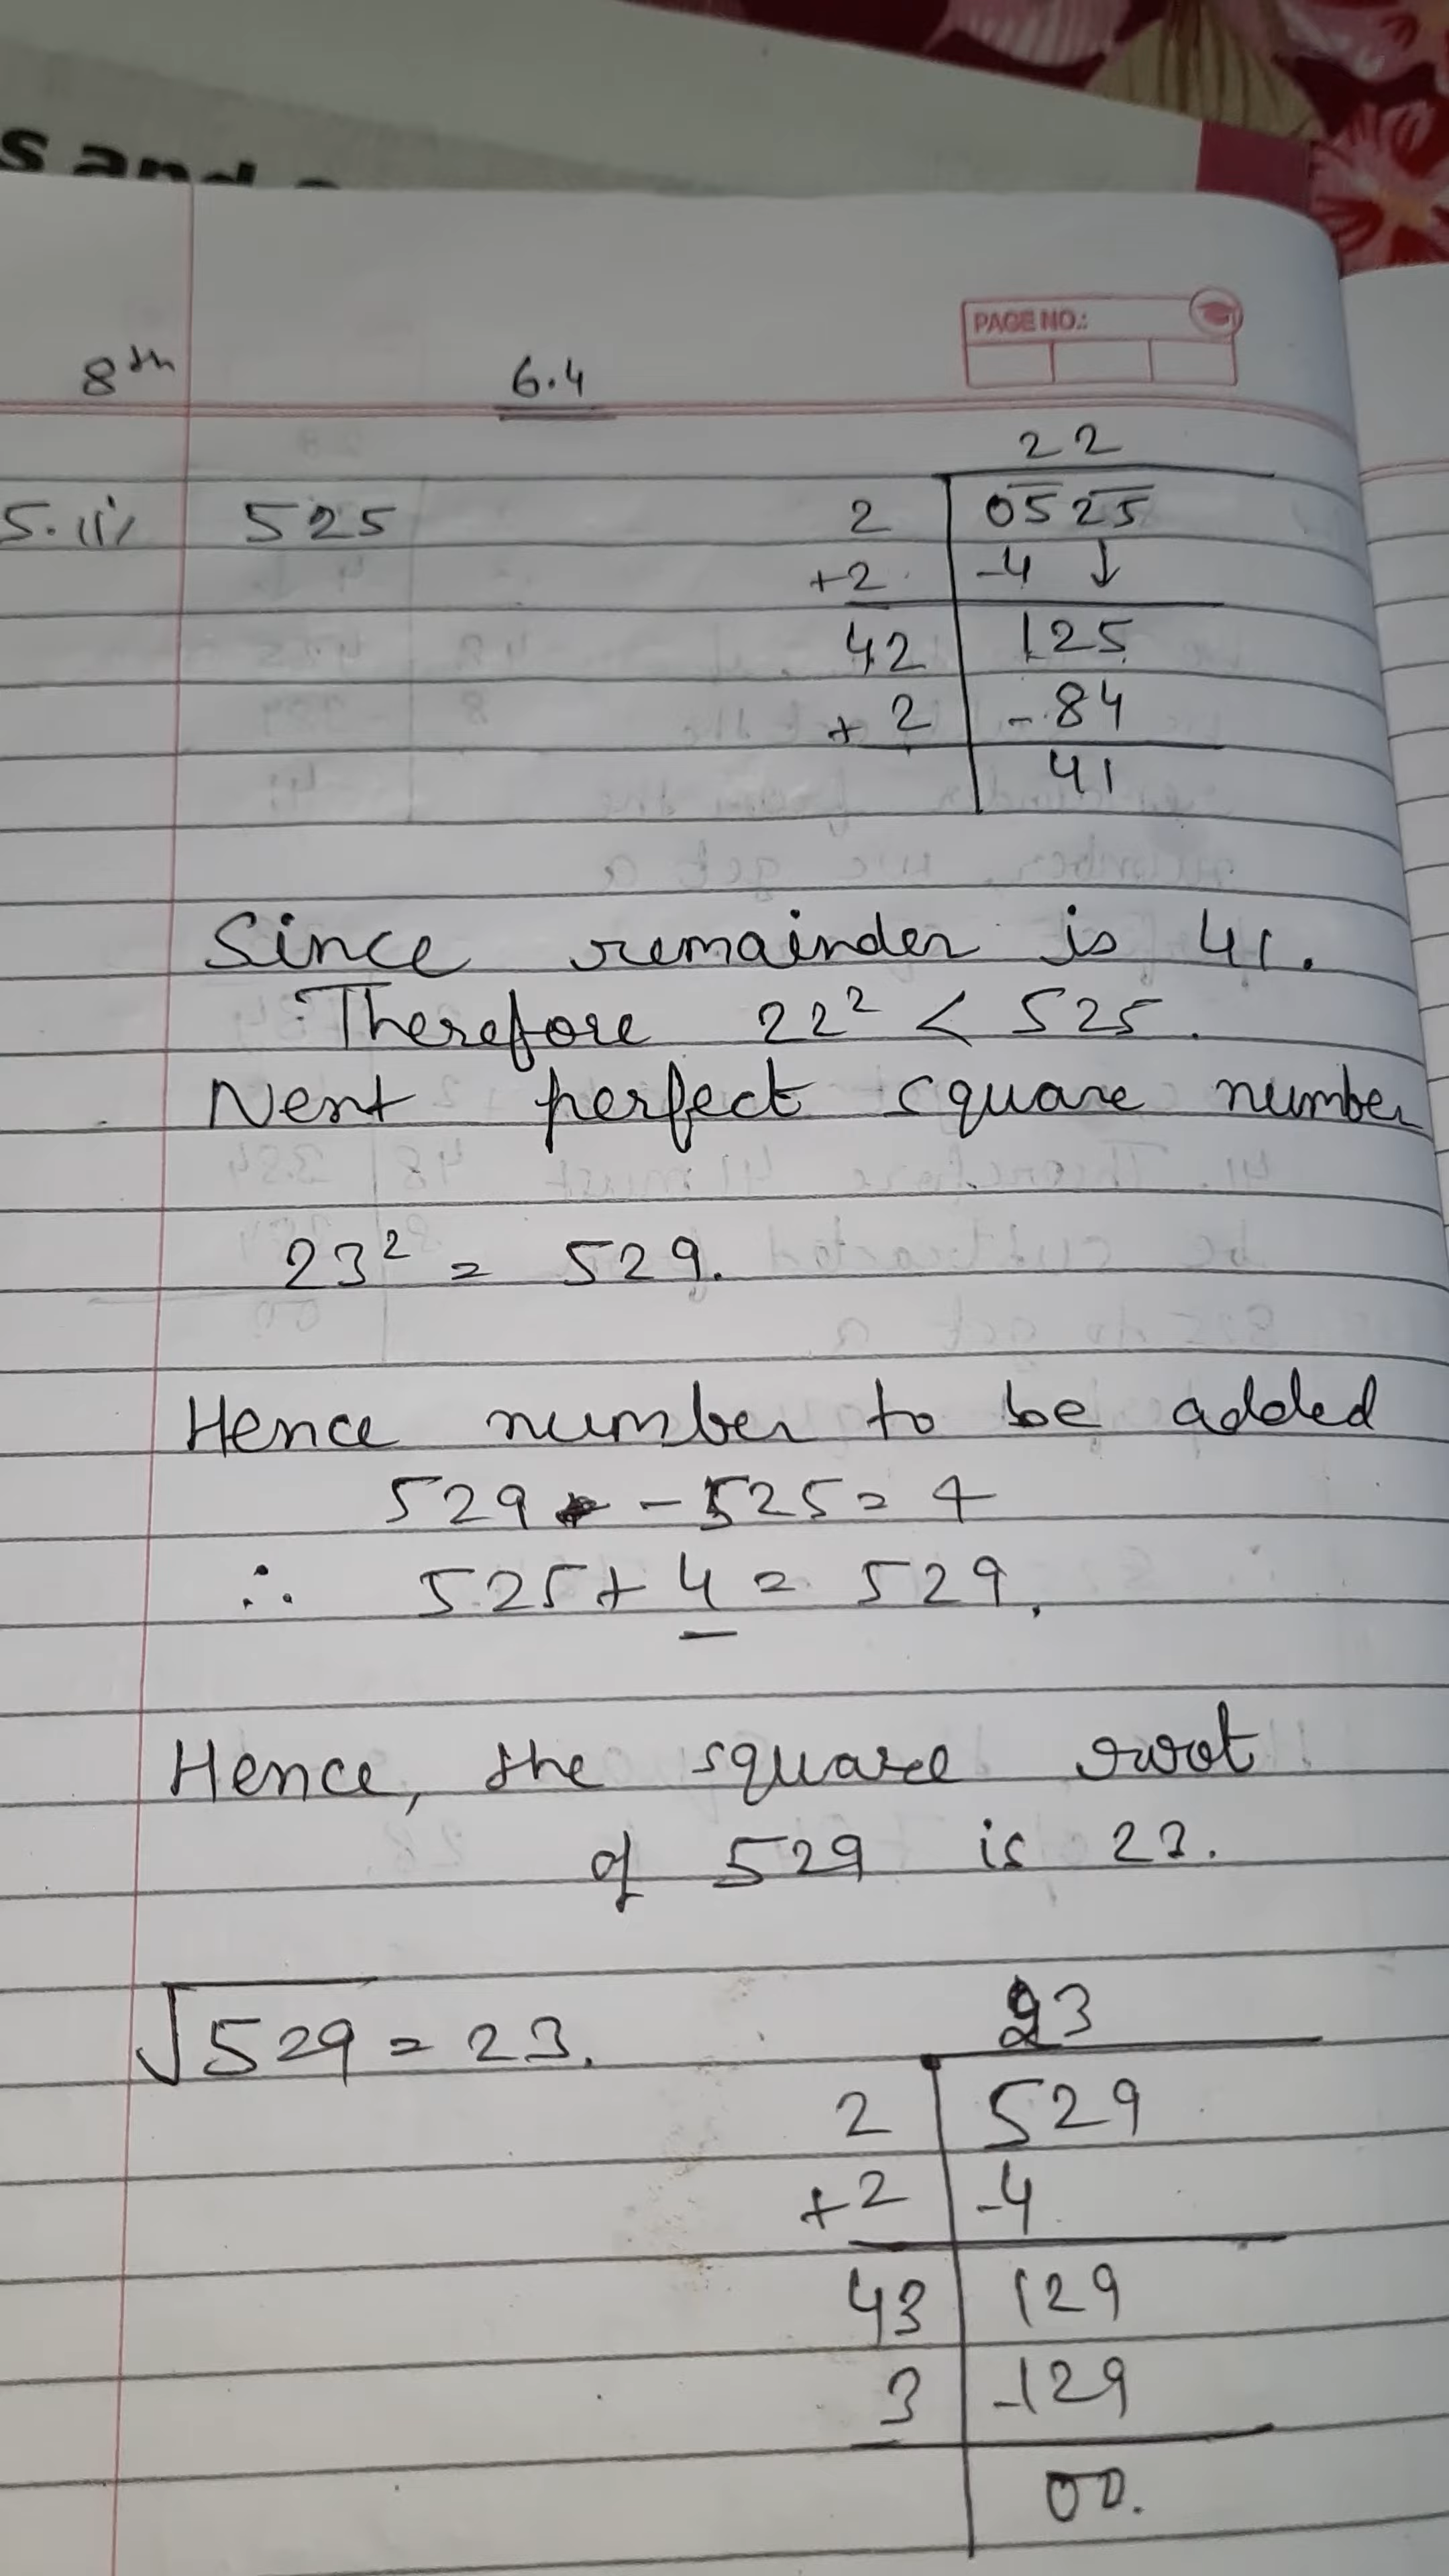 s and
PAGE NO.:
8th 6.4
22
5. (i) 525 2 0525
+2 -4 ↓
42 125
+ 2 - 84
41
Since remainder is 41.
Therefore 22² < 525.
Next perfect square number
23² = 529.
Hence number to be added
529 - 525 = 4
∴ 525 + 4 = 529.
Hence, the square root
of 529 is 23.
23
√529 = 23.
2 529
+2 -4
43 129
3 -129
00.